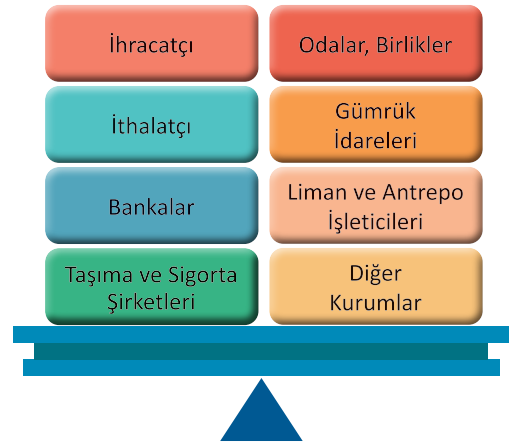 İhracatçı
Odalar, Birlikler
İthalatçı
Gümrük
İdareleri
Bankalar
Liman ve Antrepo
İşleticileri
Taşıma ve Sigorta
Şirketleri
Diğer
Kurumlar